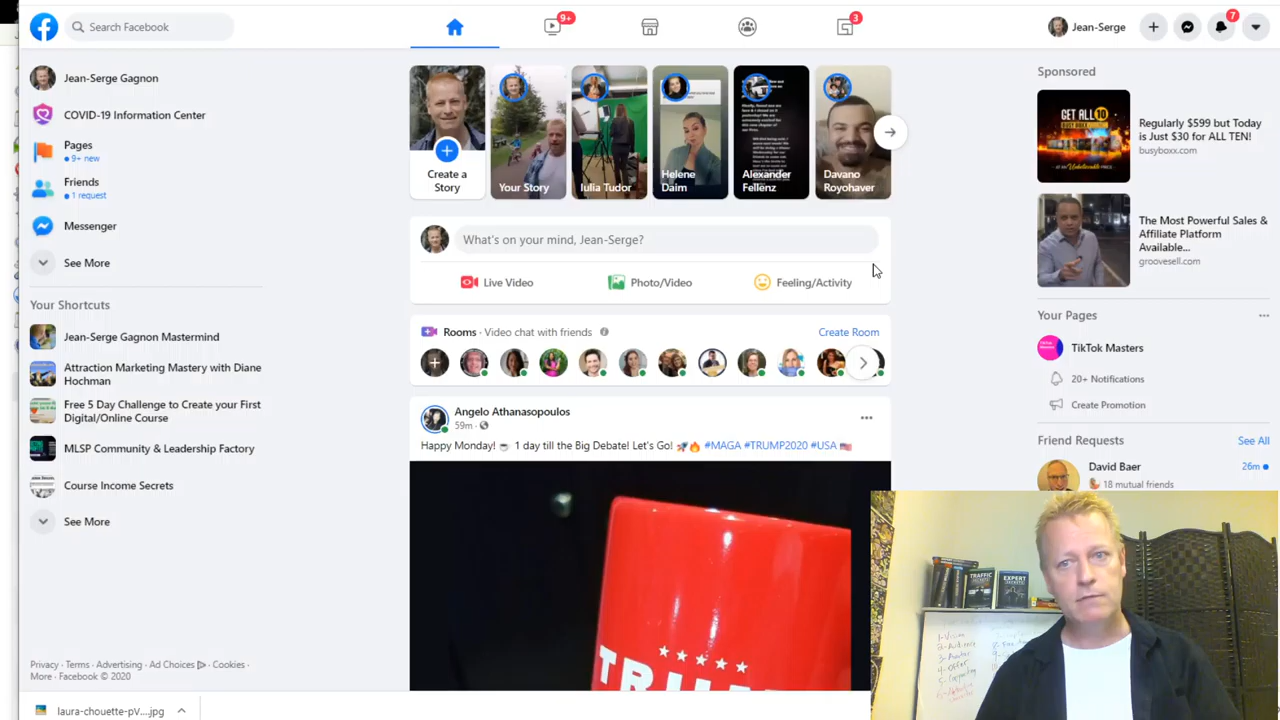 Search Facebook
9+
3
Jean-Serge
7
Jean-Serge Gagnon
COVID-19 Information Center
Pages
9+ new
Friends
1 request
Messenger
See More
Your Shortcuts
Jean-Serge Gagnon Mastermind
Attraction Marketing Mastery with Diane
Hochman
Free 5 Day Challenge to Create your First
Digital/Online Course
MLSP Community & Leadership Factory
Course Income Secrets
See More
Privacy · Terms · Advertising · Ad Choices · Cookies ·
More · Facebook © 2020
laura-chouette-pV....jpg
Create a
Story
Your Story
Iulia Tudor
Helene
Daim
Alexander
Fellenz
Davano
Royohaver
What's on your mind, Jean-Serge?
Live Video
Photo/Video
Feeling/Activity
Rooms · Video chat with friends
Create Room
Angelo Athanasopoulos
59m ·
Happy Monday! ☕ 1 day till the Big Debate! Let's Go! 🚀🔥 #MAGA #TRUMP2020 #USA 🇺🇸
Sponsored
GET ALL 10
Regularly $599 but Today
is Just $30 for ALL TEN!
busyboxx.com
The Most Powerful Sales &
Affiliate Platform
Available...
groovesell.com
Your Pages
TikTok Masters
20+ Notifications
Create Promotion
Friend Requests
See All
David Baer
26m
18 mutual friends
TRAFFIC
SECRETS
EXPERT
SECRETS
1-Vision